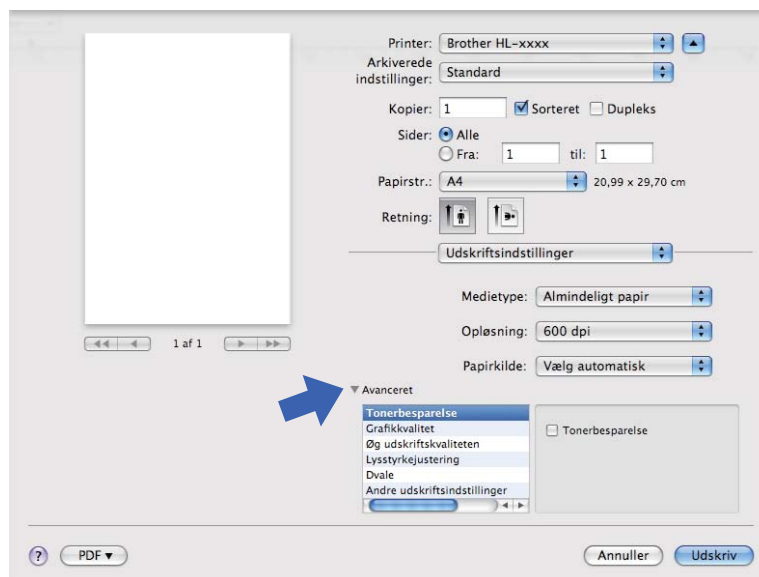 Printer: Brother HL-xxxx
Arkiverede indstillinger: Standard
Kopier: 1 Sorteret Dupleks
Sider: Alle
Fra: 1 til: 1
Papirstr.: A4 20,99 x 29,70 cm
Retning:
Udskriftsindstillinger
Medietype: Almindeligt papir
Opløsning: 600 dpi
Papirkilde: Vælg automatisk
1 af 1
Avanceret
Tonerbesparelse
Grafikkvalitet
Øg udskriftskvaliteten
Lysstyrkejustering
Dvale
Andre udskriftsindstillinger
Tonerbesparelse
? PDF▼ Annuller Udskriv